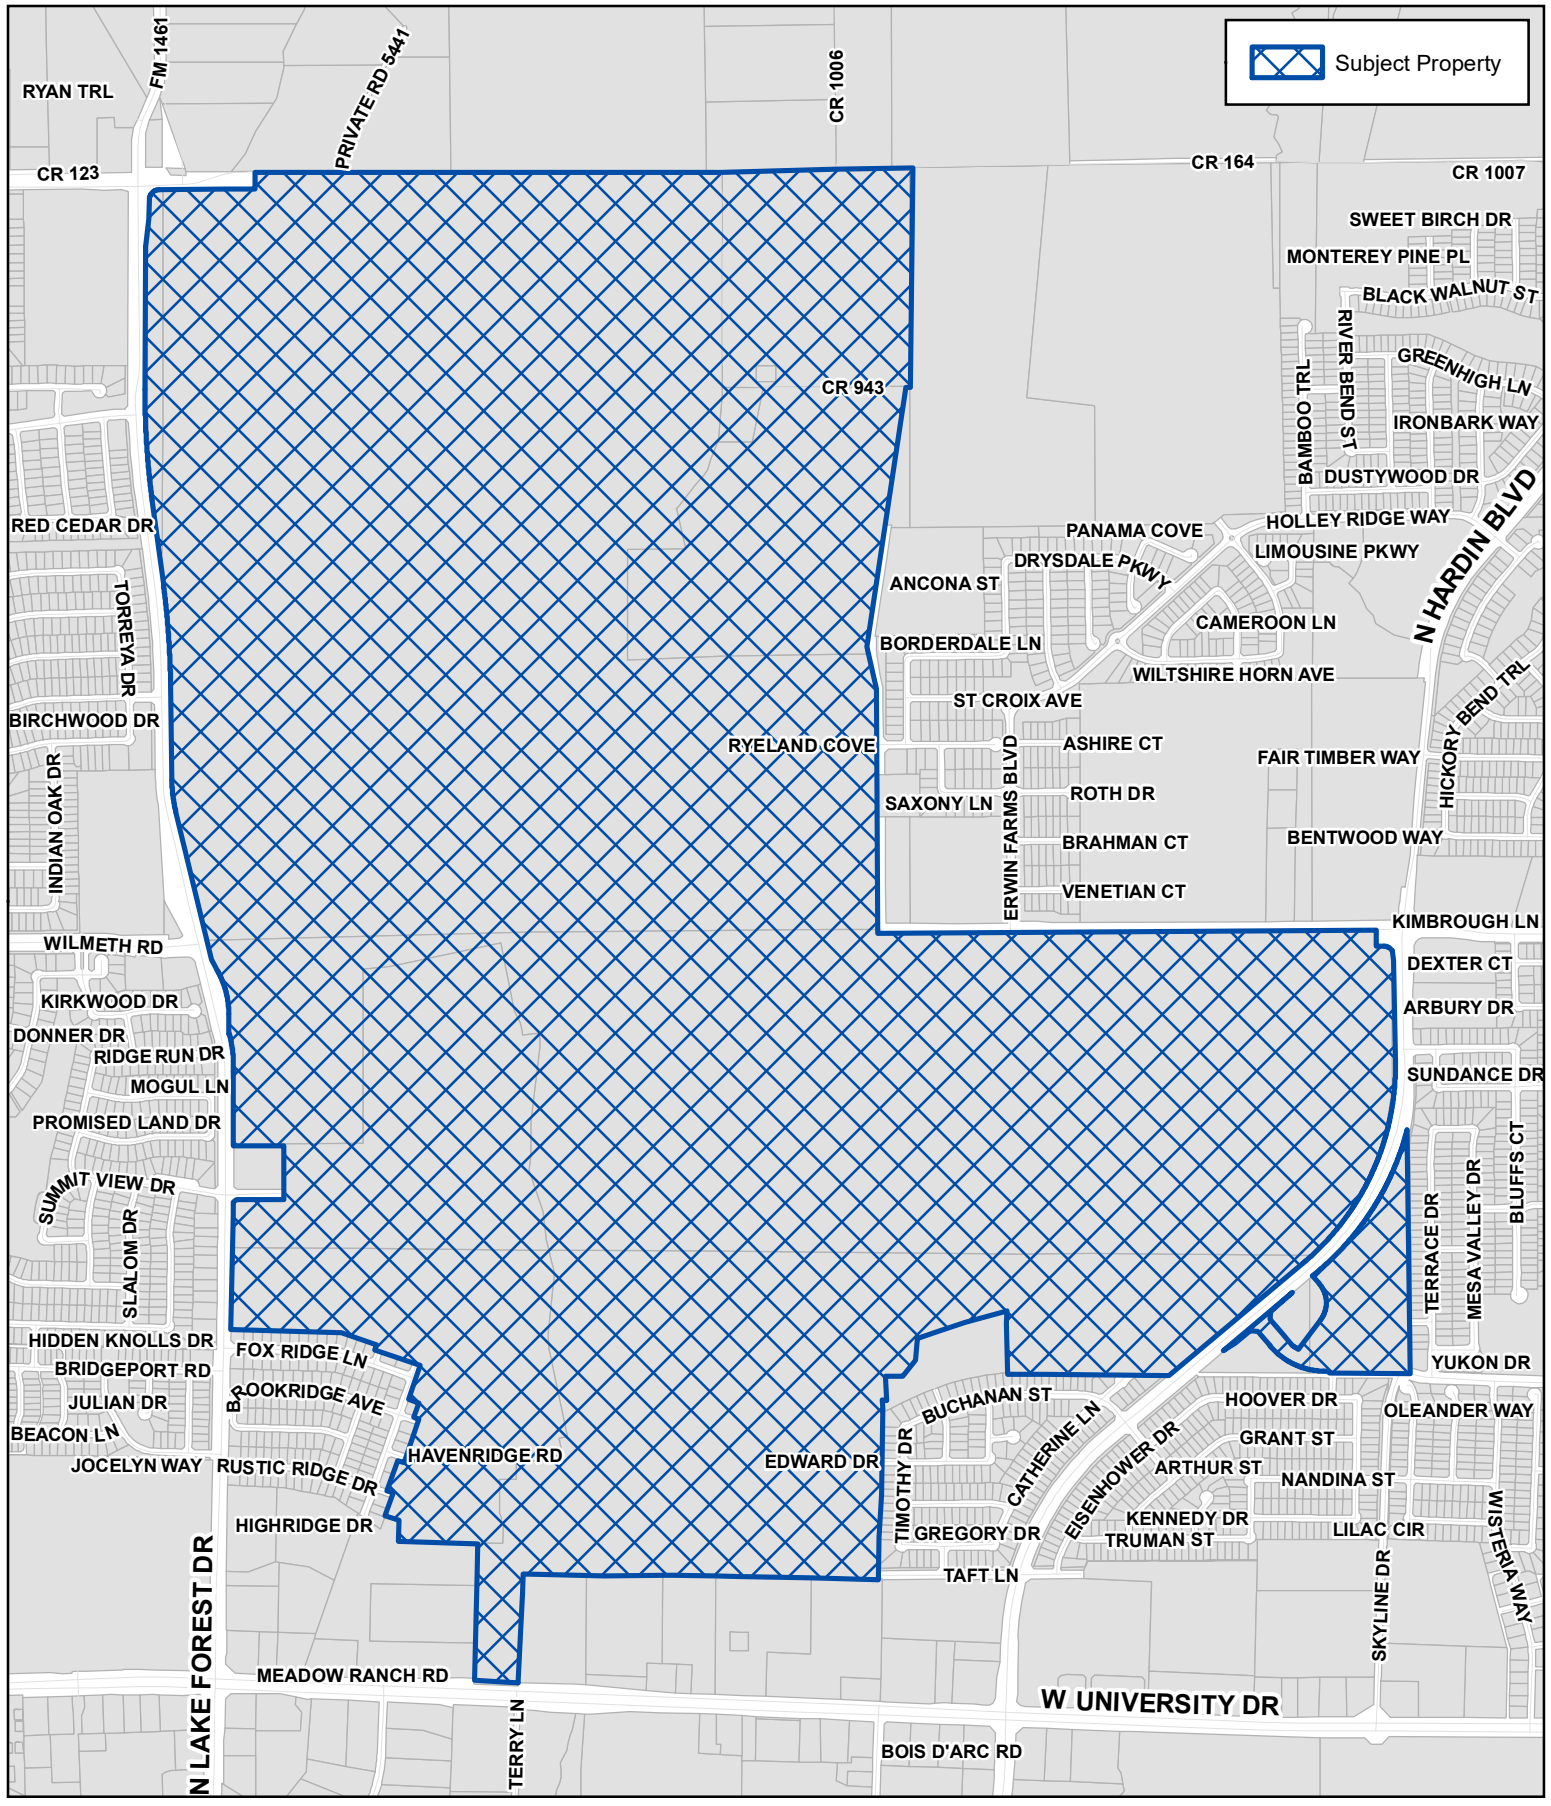 FM 1461
PRIVATE RD 5441
CR 1006
Subject Property
RYAN TRL
CR 123
CR 164
CR 1007
SWEET BIRCH DR
MONTEREY PINE PL
BLACK WALNUT ST
RIVER BEND ST
GREENHIGH LN
BAMBOO TRL
CR 943
IRONBARK WAY
DUSTYWOOD DR
N HARDIN BLVD
RED CEDAR DR
PANAMA COVE
HOLLEY RIDGE WAY
DRYSDALE PKWY
LIMOUSINE PKWY
ANCONA ST
TORREYA DR
CAMEROON LN
BORDERDALE LN
WILTSHIRE HORN AVE
HICKORY BEND TRL
ST CROIX AVE
BIRCHWOOD DR
RYELAND COVE
ERWIN FARMS BLVD
ASHIRE CT
FAIR TIMBER WAY
INDIAN OAK DR
SAXONY LN
ROTH DR
BENTWOOD WAY
BRAHMAN CT
VENETIAN CT
KIMBROUGH LN
WILMETH RD
DEXTER CT
KIRKWOOD DR
ARBURY DR
DONNER DR
RIDGE RUN DR
MOGUL LN
SUNDANCE DR
PROMISED LAND DR
BLUFFS CT
SUMMIT VIEW DR
MESA VALLEY DR
TERRACE DR
SLALOM DR
HIDDEN KNOLLS DR
FOX RIDGE LN
YUKON DR
BRIDGEPORT RD
BROOKRIDGE AVE
BUCHANAN ST
HOOVER DR
JULIAN DR
OLEANDER WAY
BEACON LN
CATHERINE LN
EISENHOWER DR
GRANT ST
HAVENRIDGE RD
EDWARD DR
TIMOTHY DR
JOCELYN WAY
RUSTIC RIDGE DR
ARTHUR ST
NANDINA ST
HIGHRIDGE DR
GREGORY DR
KENNEDY DR
LILAC CIR
TRUMAN ST
WISTERIA WAY
TAFT LN
SKYLINE DR
N LAKE FOREST DR
MEADOW RANCH RD
W UNIVERSITY DR
TERRY LN
BOIS D'ARC RD